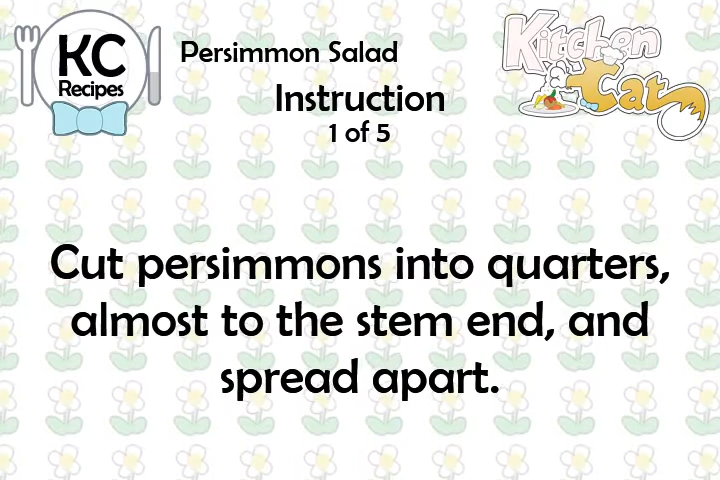 KC
Recipes
Persimmon Salad
Instruction
1 of 5
Kitchen
Cat
Cut persimmons into quarters,
almost to the stem end, and
spread apart.